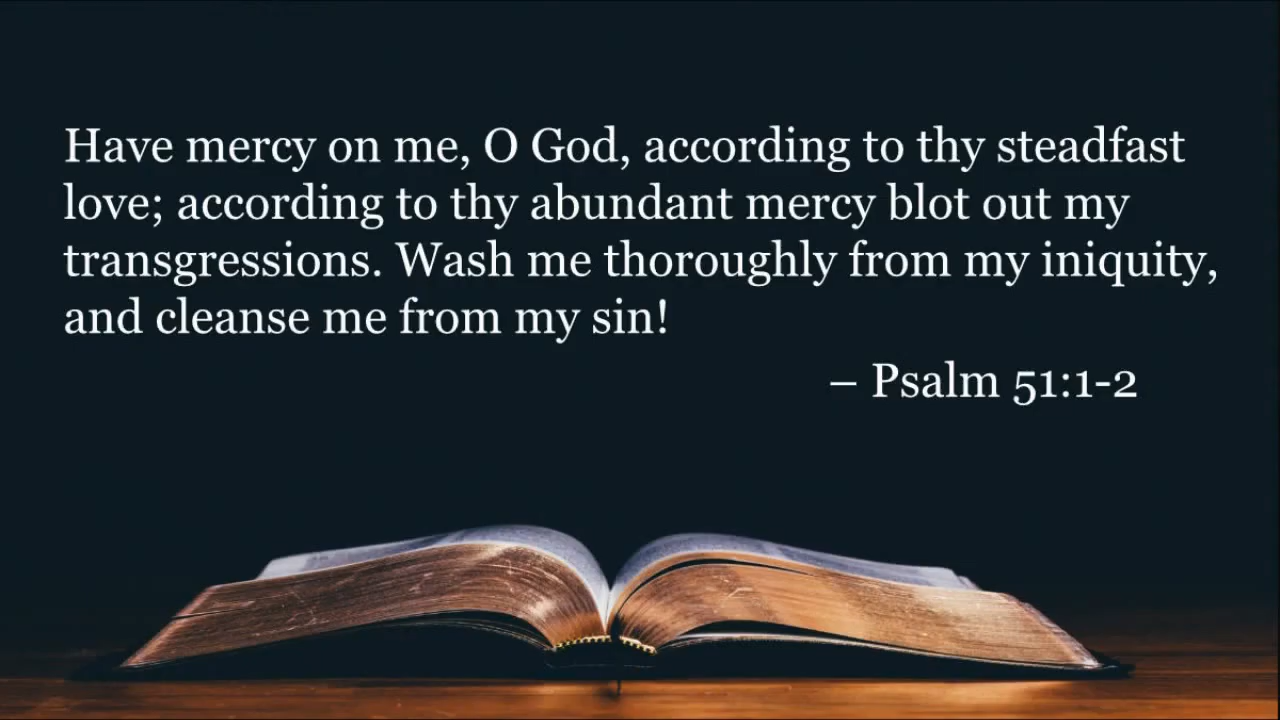 Have mercy on me, O God, according to thy steadfast
love; according to thy abundant mercy blot out my
transgressions. Wash me thoroughly from my iniquity,
and cleanse me from my sin!
– Psalm 51:1-2